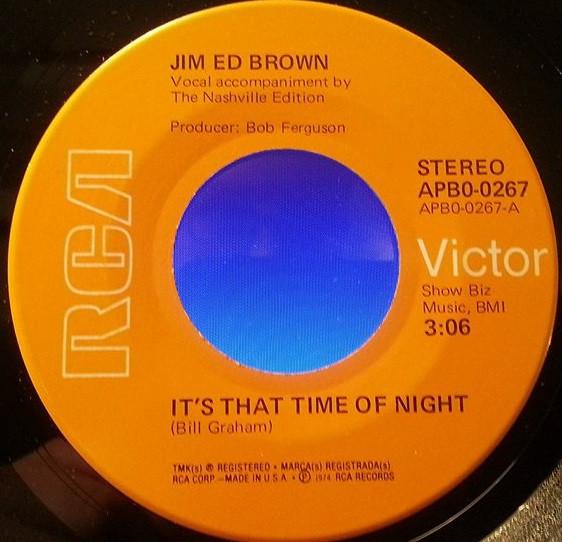 JIM ED BROWN
Vocal accompaniment by
The Nashville Edition
Producer: Bob Ferguson
RCA
STEREO
APBO-0267
APBO-0267-A
Victor
Show Biz
Music, BMI
3:06
IT'S THAT TIME OF NIGHT
(Bill Graham)
TMK(s) ® REGISTERED • MARCA(s) REGISTRADA(s)
RCA CORP.—MADE IN U.S.A. • ℗ 1974 RCA RECORDS